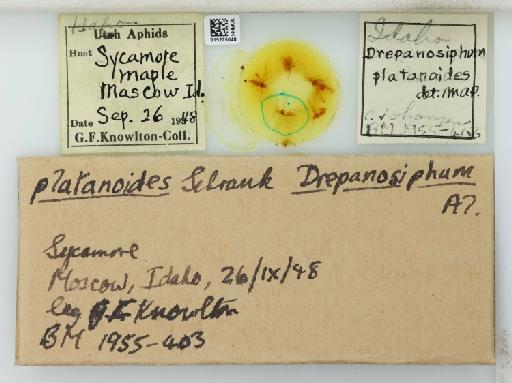 Idaho
Utah Aphids
Host Sycamore
maple
Moscow Id.
Sep. 26
Date 1948
G.F.Knowlton-Coll.
Idaho
Drepanosiphum
platanoides
det. MAP.
BM 1955-403
platanoides Schrank Drepanosiphum
A7.
Sycamore
Moscow, Idaho, 26/ix/48
leg G.F. Knowlton
BM 1955-403